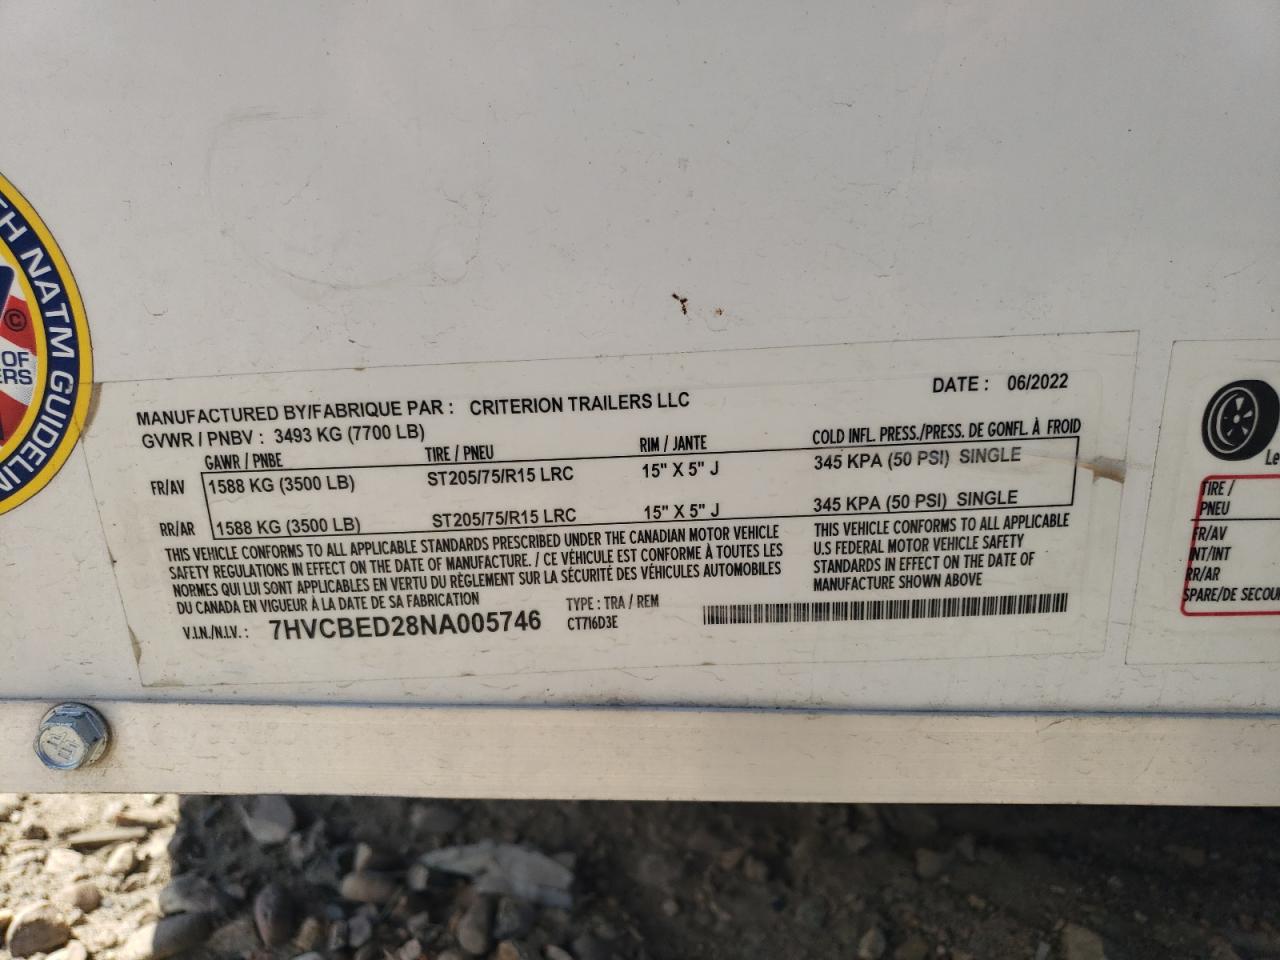 TH NATM GUIDELIN
©
OF
ERS
MANUFACTURED BY/FABRIQUE PAR : CRITERION TRAILERS LLC DATE : 06/2022
GVWR / PNBV : 3493 KG (7700 LB)
GAWR / PNBE TIRE / PNEU RIM / JANTE COLD INFL. PRESS./PRESS. DE GONFL. À FROID
FR/AV 1588 KG (3500 LB) ST205/75/R15 LRC 15" X 5" J 345 KPA (50 PSI) SINGLE
RR/AR 1588 KG (3500 LB) ST205/75/R15 LRC 15" X 5" J 345 KPA (50 PSI) SINGLE
THIS VEHICLE CONFORMS TO ALL APPLICABLE STANDARDS PRESCRIBED UNDER THE CANADIAN MOTOR VEHICLE
SAFETY REGULATIONS IN EFFECT ON THE DATE OF MANUFACTURE. / CE VÉHICULE EST CONFORME À TOUTES LES
NORMES QUI LUI SONT APPLICABLES EN VERTU DU RÈGLEMENT SUR LA SÉCURITÉ DES VÉHICULES AUTOMOBILES
DU CANADA EN VIGUEUR À LA DATE DE SA FABRICATION
THIS VEHICLE CONFORMS TO ALL APPLICABLE
U.S FEDERAL MOTOR VEHICLE SAFETY
STANDARDS IN EFFECT ON THE DATE OF
MANUFACTURE SHOWN ABOVE
V.I.N./N.I.V. : 7HVCBED28NA005746
TYPE : TRA / REM
CT716D3E
Le
TIRE /
PNEU
FR/AV
INT/INT
RR/AR
SPARE/DE SECOU